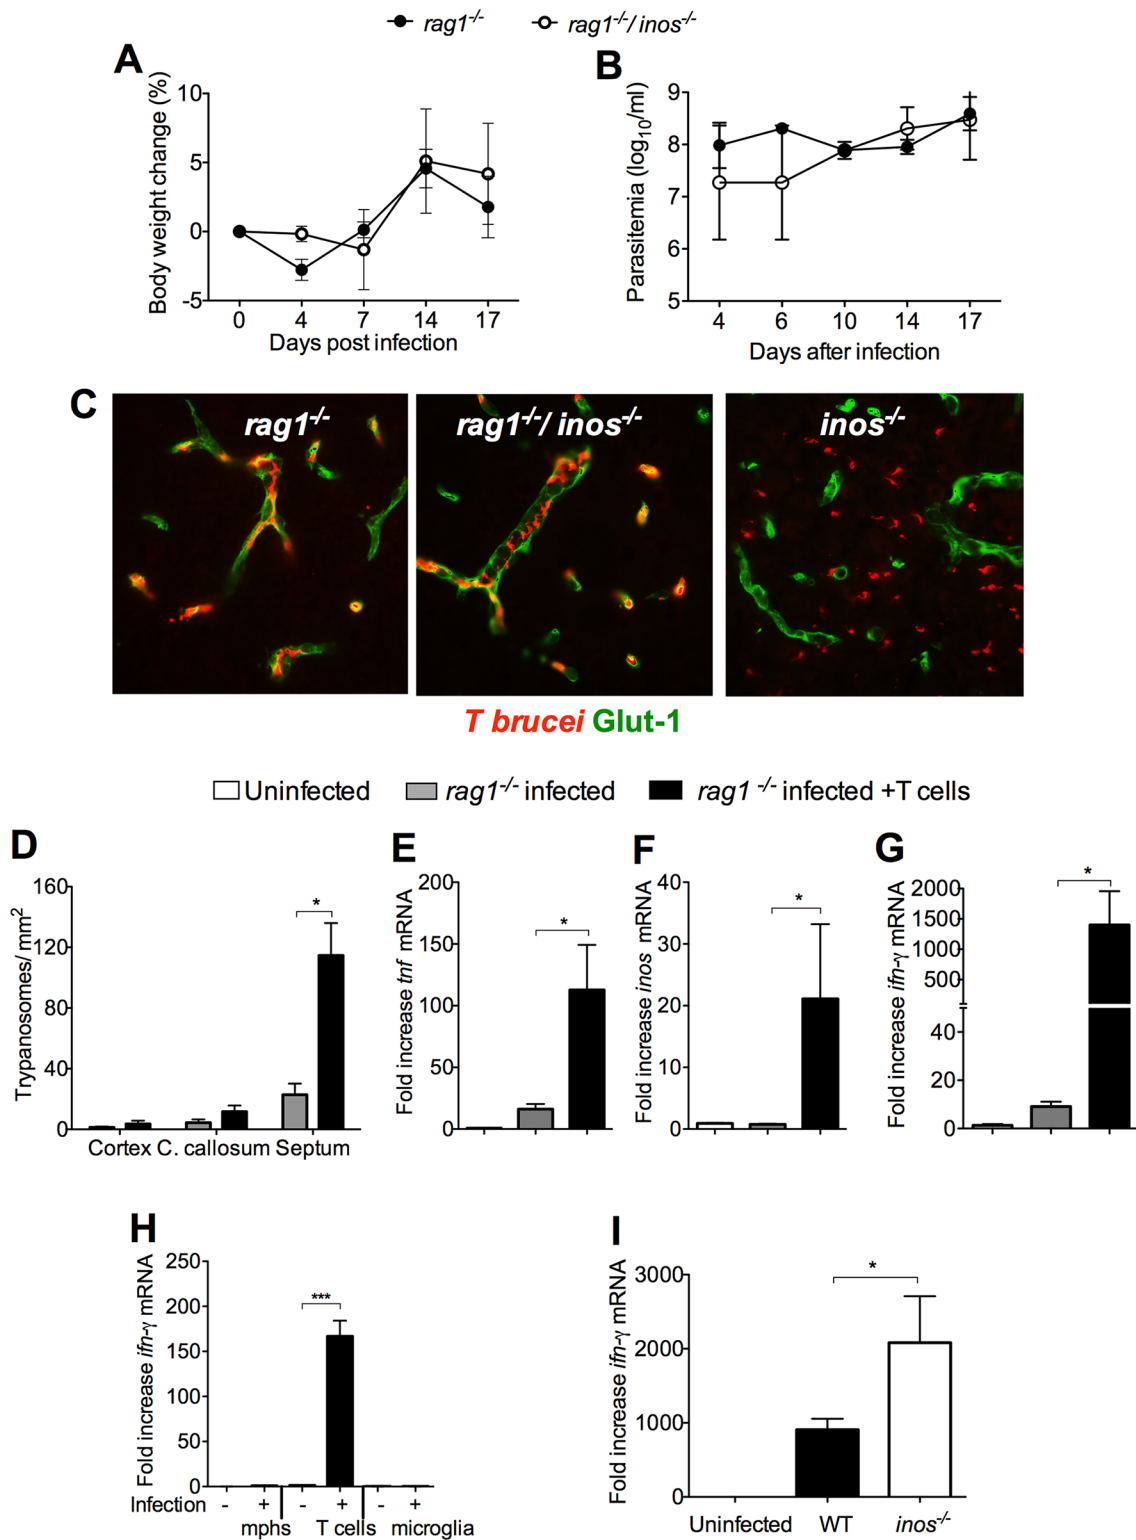 rag1-/- rag1-/-/ inos-/-
A
Body weight change (%)
10
5
0
-5
0 4 7 14 17
Days post infection
B
Parasitemia (log10/ml)
9
8
7
6
5
4 6 10 14 17
Days after infection
C
rag1-/- rag1-/-/ inos-/- inos-/-
T brucei Glut-1
Uninfected rag1-/- infected rag1 -/- infected +T cells
D
Trypanosomes/ mm2
160
120
80
40
0
*
Cortex C. callosum Septum
E
Fold increase tnf mRNA
200
150
100
50
0
*
F
Fold increase inos mRNA
40
30
20
10
0
*
G
Fold increase ifn-γ mRNA
2000
1500
1000
500
40
20
0
*
H
Fold increase ifn-γ mRNA
250
200
150
100
50
0
***
Infection - + - + - +
mphs T cells microglia
I
Fold increase ifn-γ mRNA
3000
2000
1000
0
*
Uninfected WT inos-/-